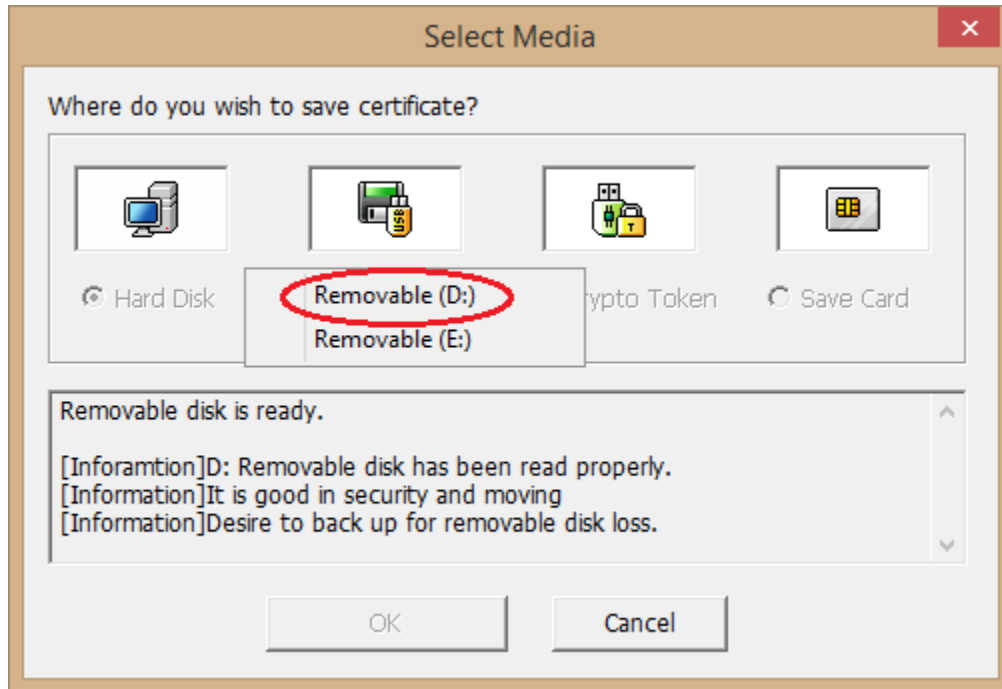 Select Media
Where do you wish to save certificate?
USB
T
Hard Disk
Removable (D:)
Removable (E:)
Save Card
Removable disk is ready.
[Inforamtion]D: Removable disk has been read properly.
[Information]It is good in security and moving
[Information]Desire to back up for removable disk loss.
OK
Cancel